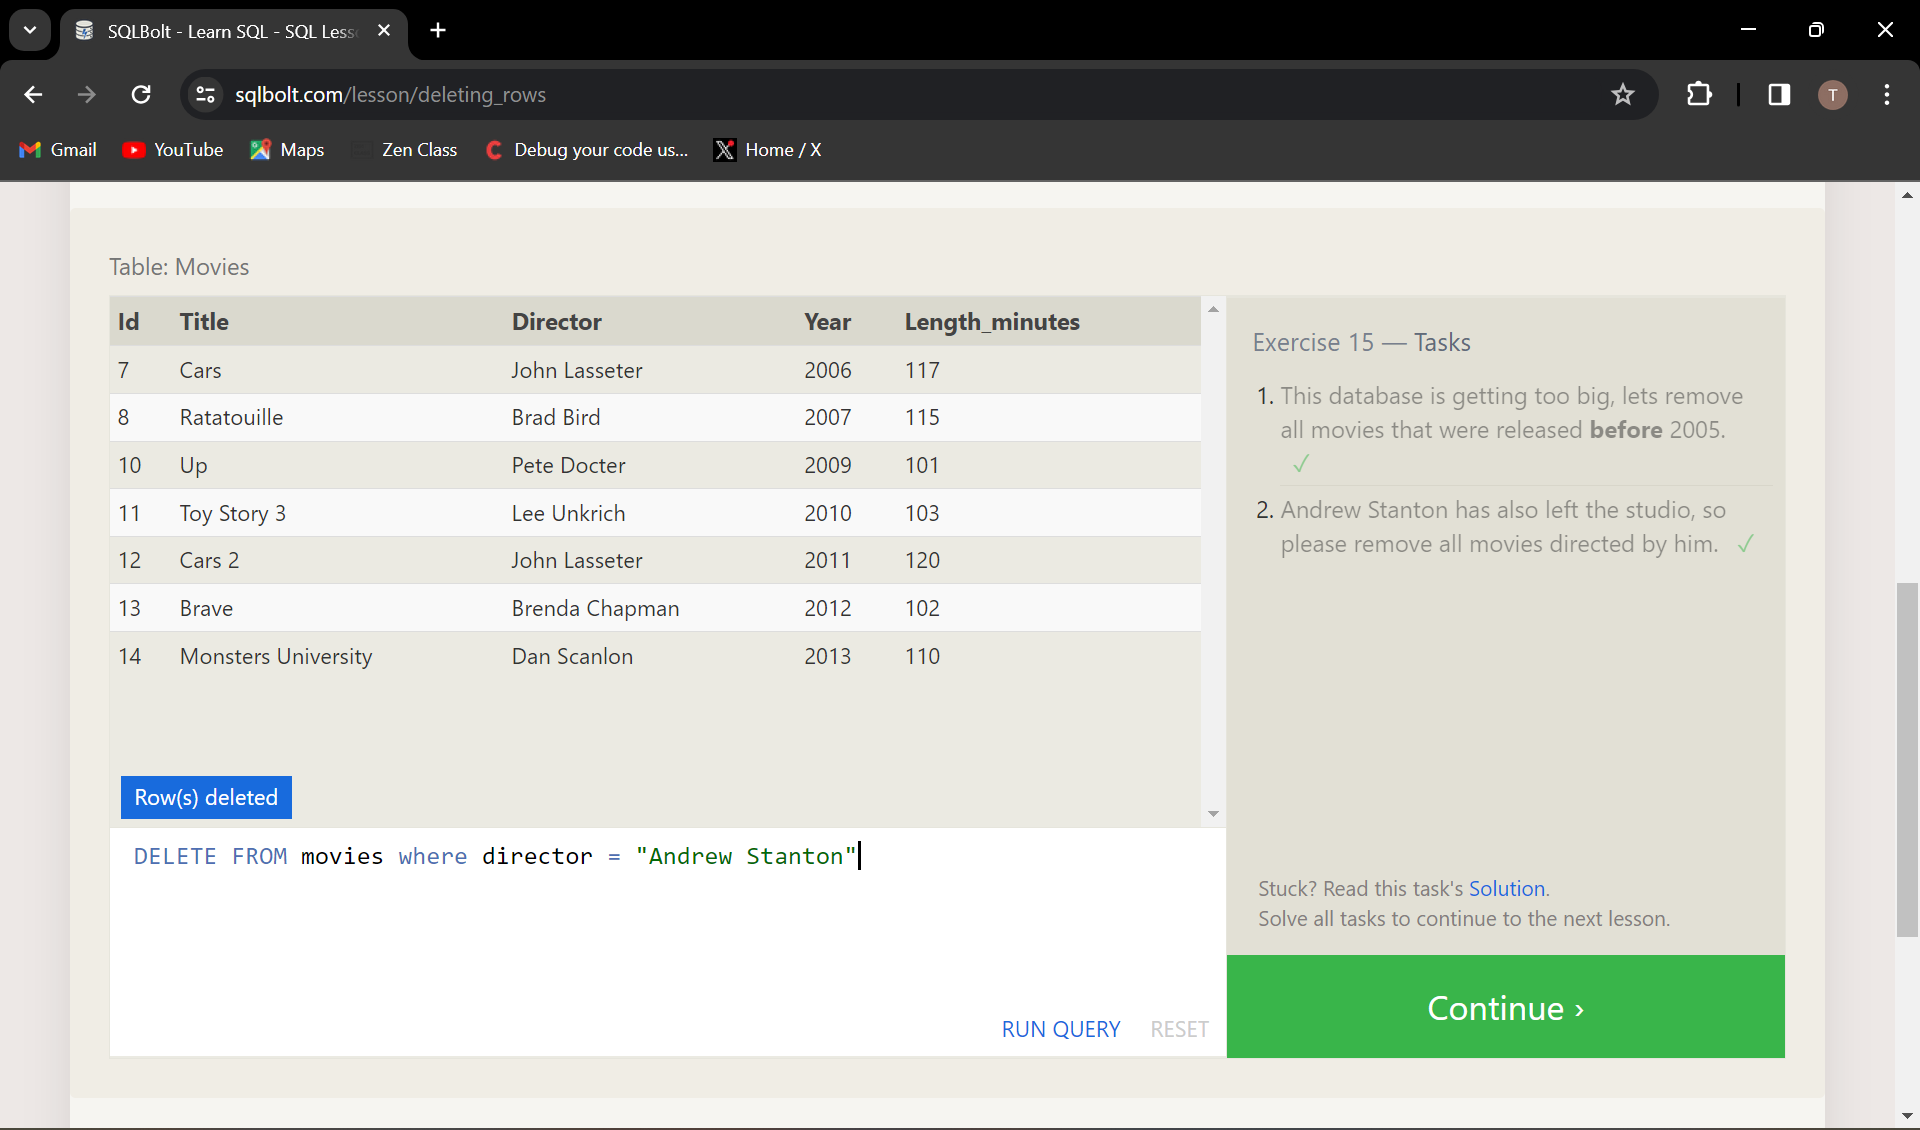 SQLBolt - Learn SQL - SQL Less
sqlbolt.com/lesson/deleting_rows
T
Gmail YouTube Maps Zen Class Debug your code us... Home / X
Table: Movies
Id Title Director Year Length_minutes
7 Cars John Lasseter 2006 117
8 Ratatouille Brad Bird 2007 115
10 Up Pete Docter 2009 101
11 Toy Story 3 Lee Unkrich 2010 103
12 Cars 2 John Lasseter 2011 120
13 Brave Brenda Chapman 2012 102
14 Monsters University Dan Scanlon 2013 110
Row(s) deleted
DELETE FROM movies where director = "Andrew Stanton"
RUN QUERY RESET
Exercise 15 — Tasks
1. This database is getting too big, lets remove
all movies that were released before 2005.
✓
2. Andrew Stanton has also left the studio, so
please remove all movies directed by him. ✓
Stuck? Read this task's Solution.
Solve all tasks to continue to the next lesson.
Continue ›